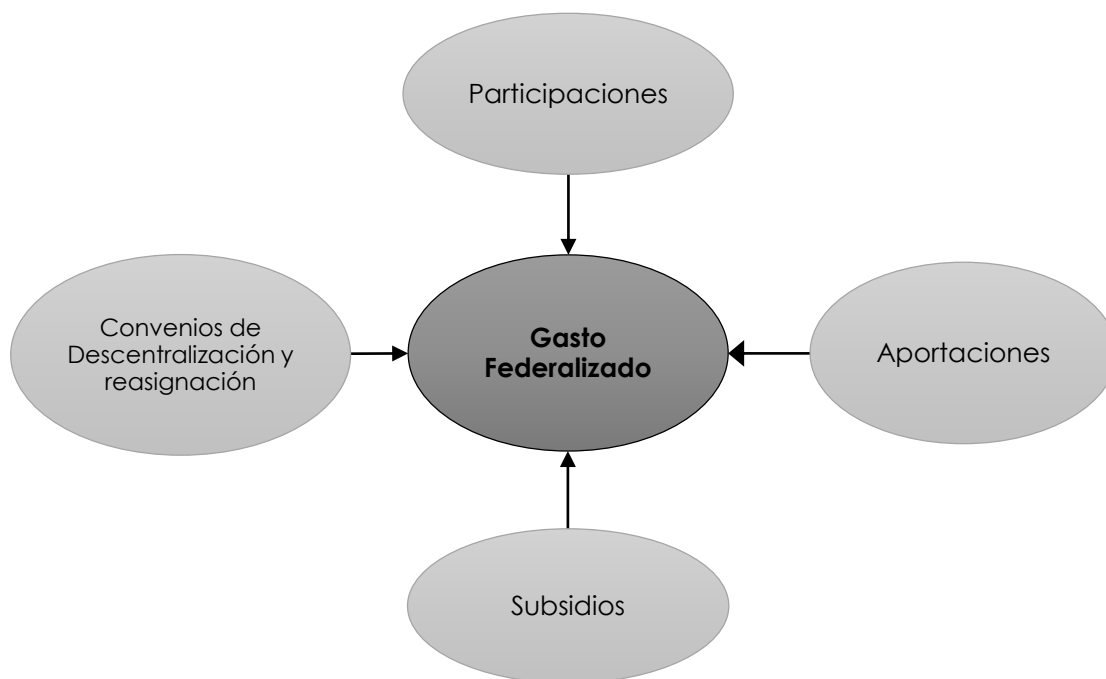 Participaciones
Convenios de
Descentralización y
reasignación
Gasto
Federalizado
Aportaciones
Subsidios